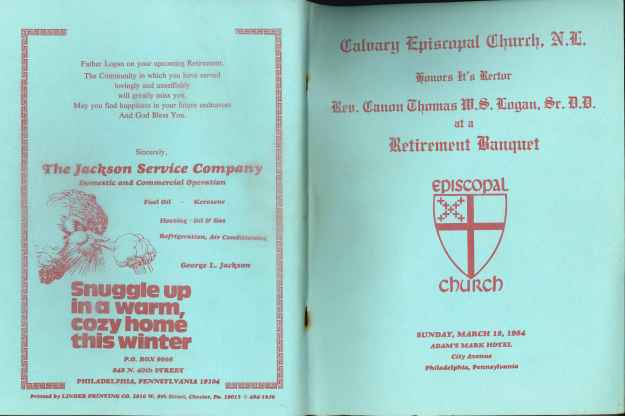 Father Logan on your upcoming Retirement.
The Community in which you have served
lovingly and unselfishly
will greatly miss you.
May you find happiness in your future endeavors
And God Bless You.
Sincerely,
The Jackson Service Company
Domestic and Commercial Operation
Fuel Oil - Kerosene
Heating - Oil & Gas
Refrigeration, Air Conditioning
George L. Jackson
Snuggle up
in a warm,
cozy home
this winter
P.O. BOX
N. 40th STREET
PHILADELPHIA, PENNSYLVANIA 19104
Printed by LINDER PRINTING CO. W. 9th Street, Chester, Pa. 19013
Calvary Episcopal Church, N.L.
Honors It's Rector
Rev. Canon Thomas W.S. Logan, Sr. D.D.
at a
Retirement Banquet
EPISCOPAL
church
SUNDAY, MARCH 18, 1984
ADAM'S MARK HOTEL
City Avenue
Philadelphia, Pennsylvania